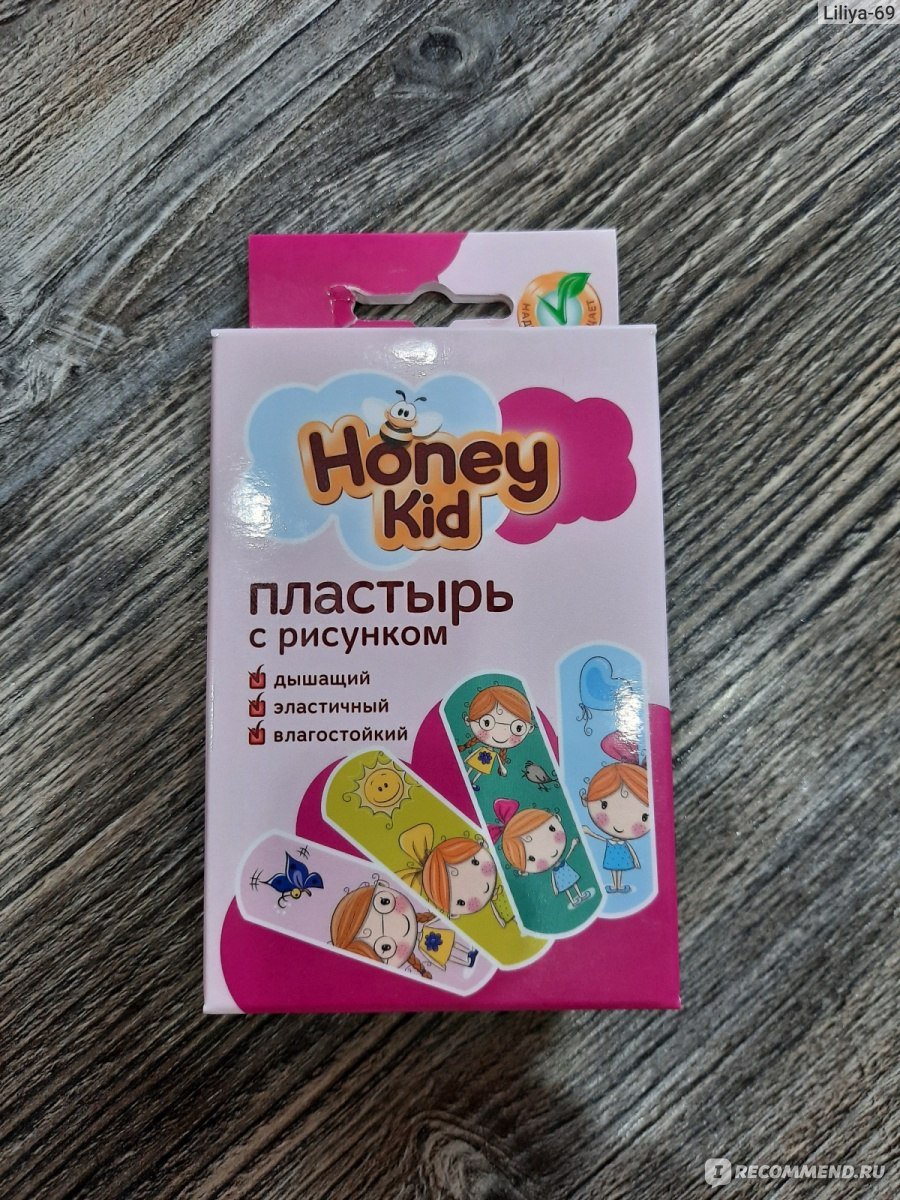 Liliya-69
Honey
Kid
пластырь
с рисунком
дышащий
эластичный
влагостойкий
RECOMMEND.RU